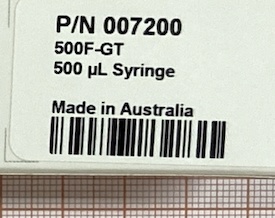 P/N 007200
500F-GT
500 µL Syringe
Made in Australia